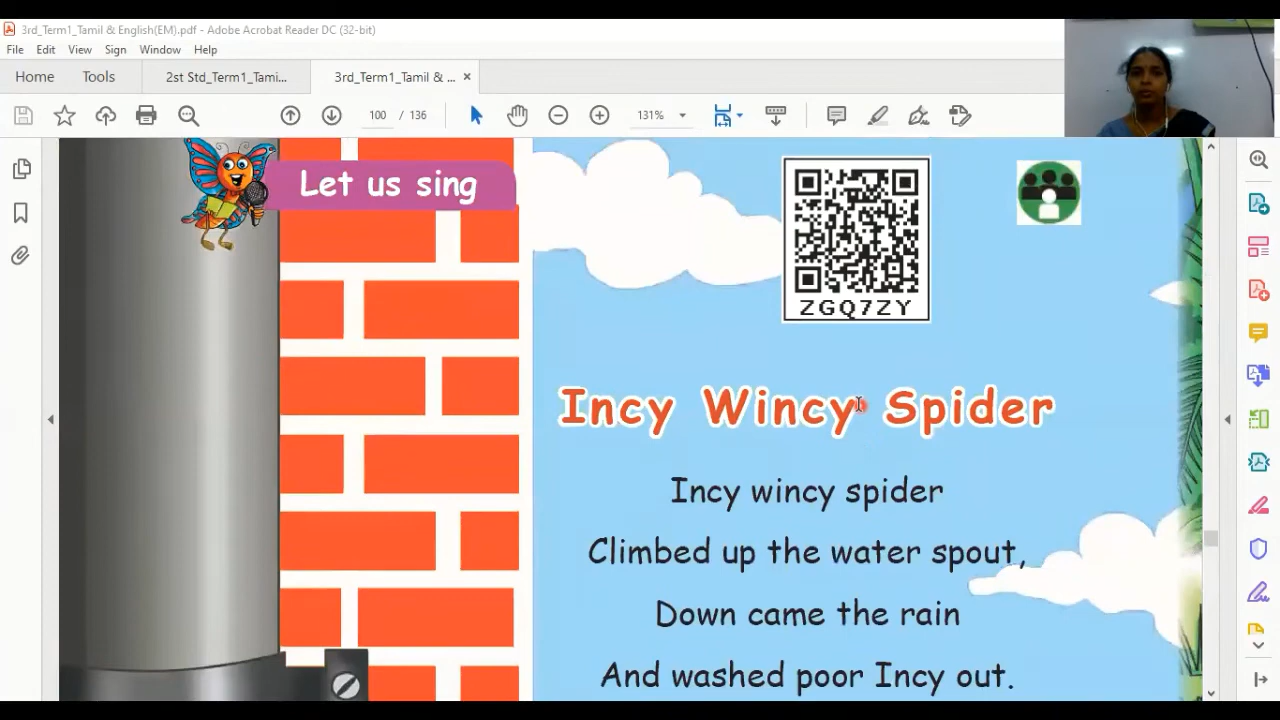 3rd_Term1_Tamil & English(EM).pdf - Adobe Acrobat Reader DC (32-bit)
File Edit View Sign Window Help
Home Tools 2st Std_Term1_Tami... 3rd_Term1_Tamil & ... ×
100 / 136 131%
Let us sing
ZGQ7ZY
Incy Wincy Spider
Incy wincy spider
Climbed up the water spout,
Down came the rain
And washed poor Incy out.